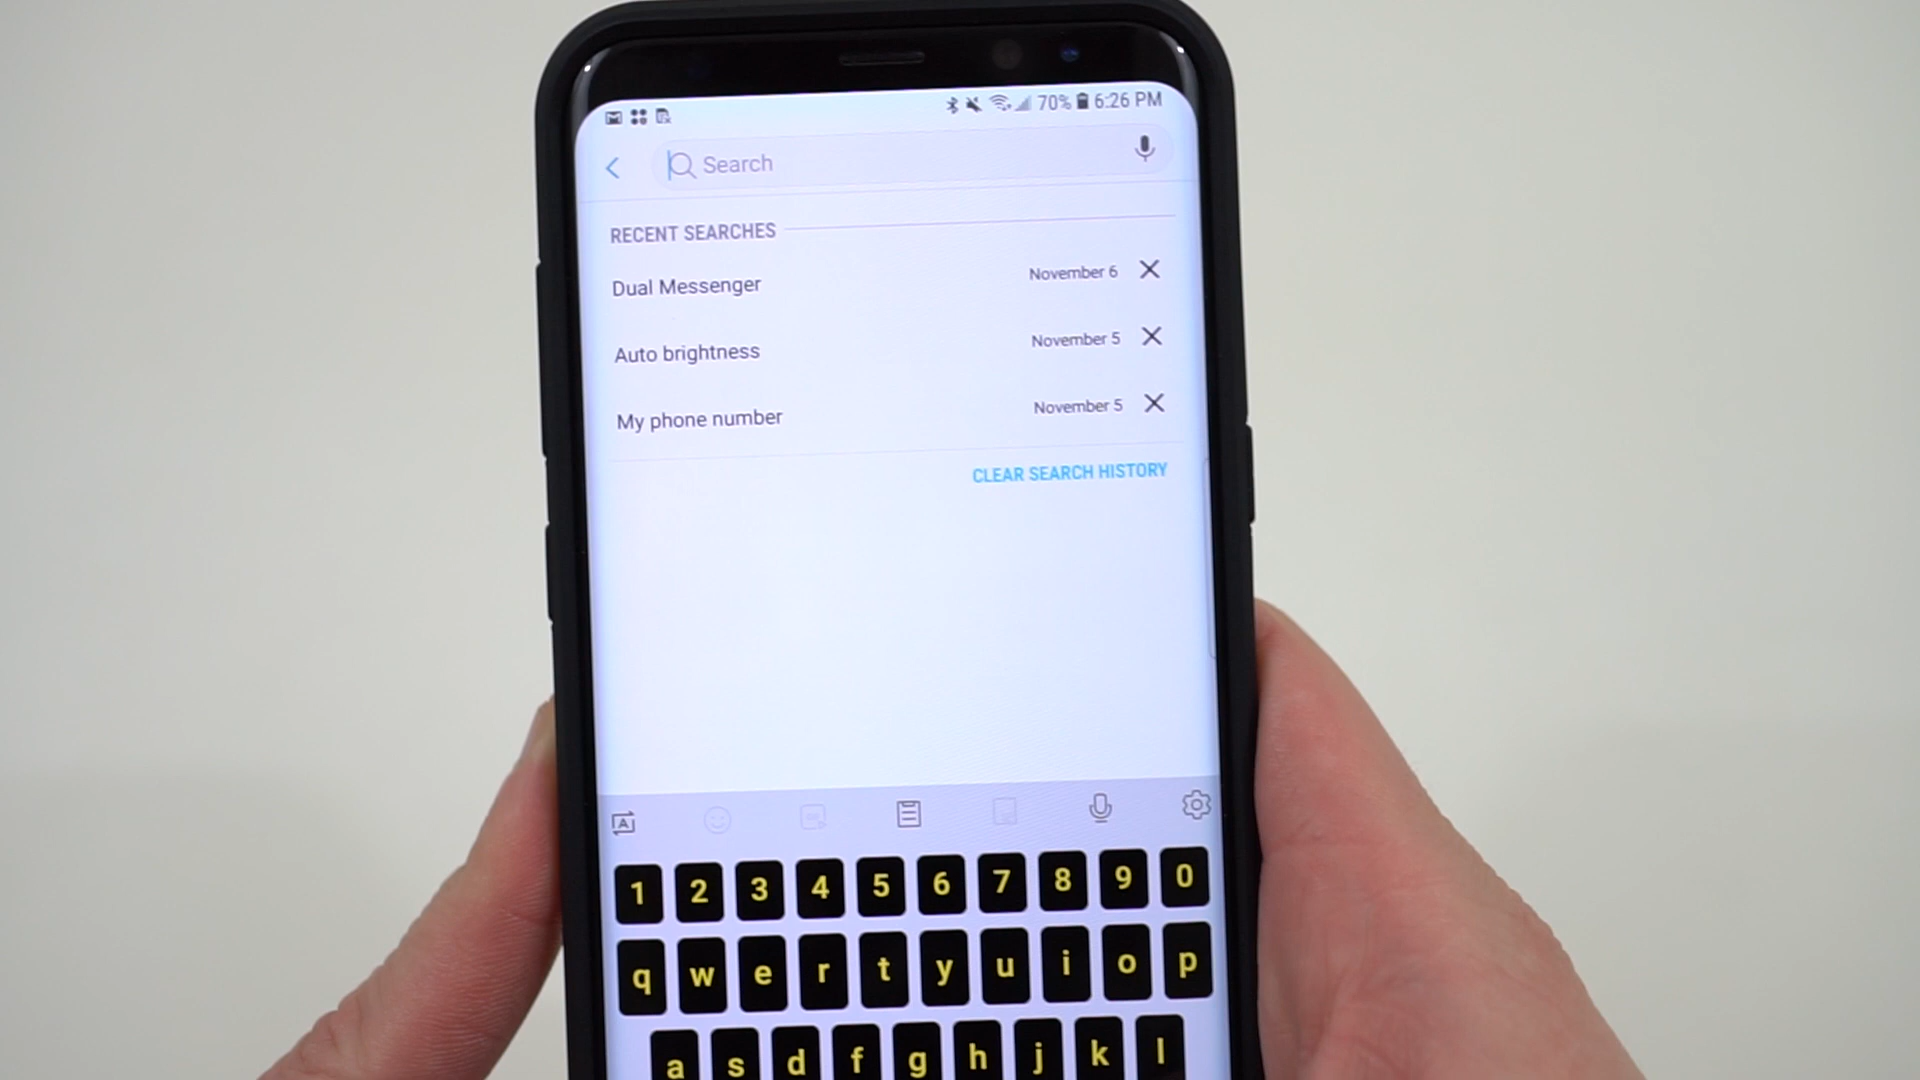 70% 6:26 PM
Search
RECENT SEARCHES
Dual Messenger November 6
Auto brightness November 5
My phone number November 5
CLEAR SEARCH HISTORY
1 2 3 4 5 6 7 8 9 0
q w e r t y u i o p
a s d f g h j k l